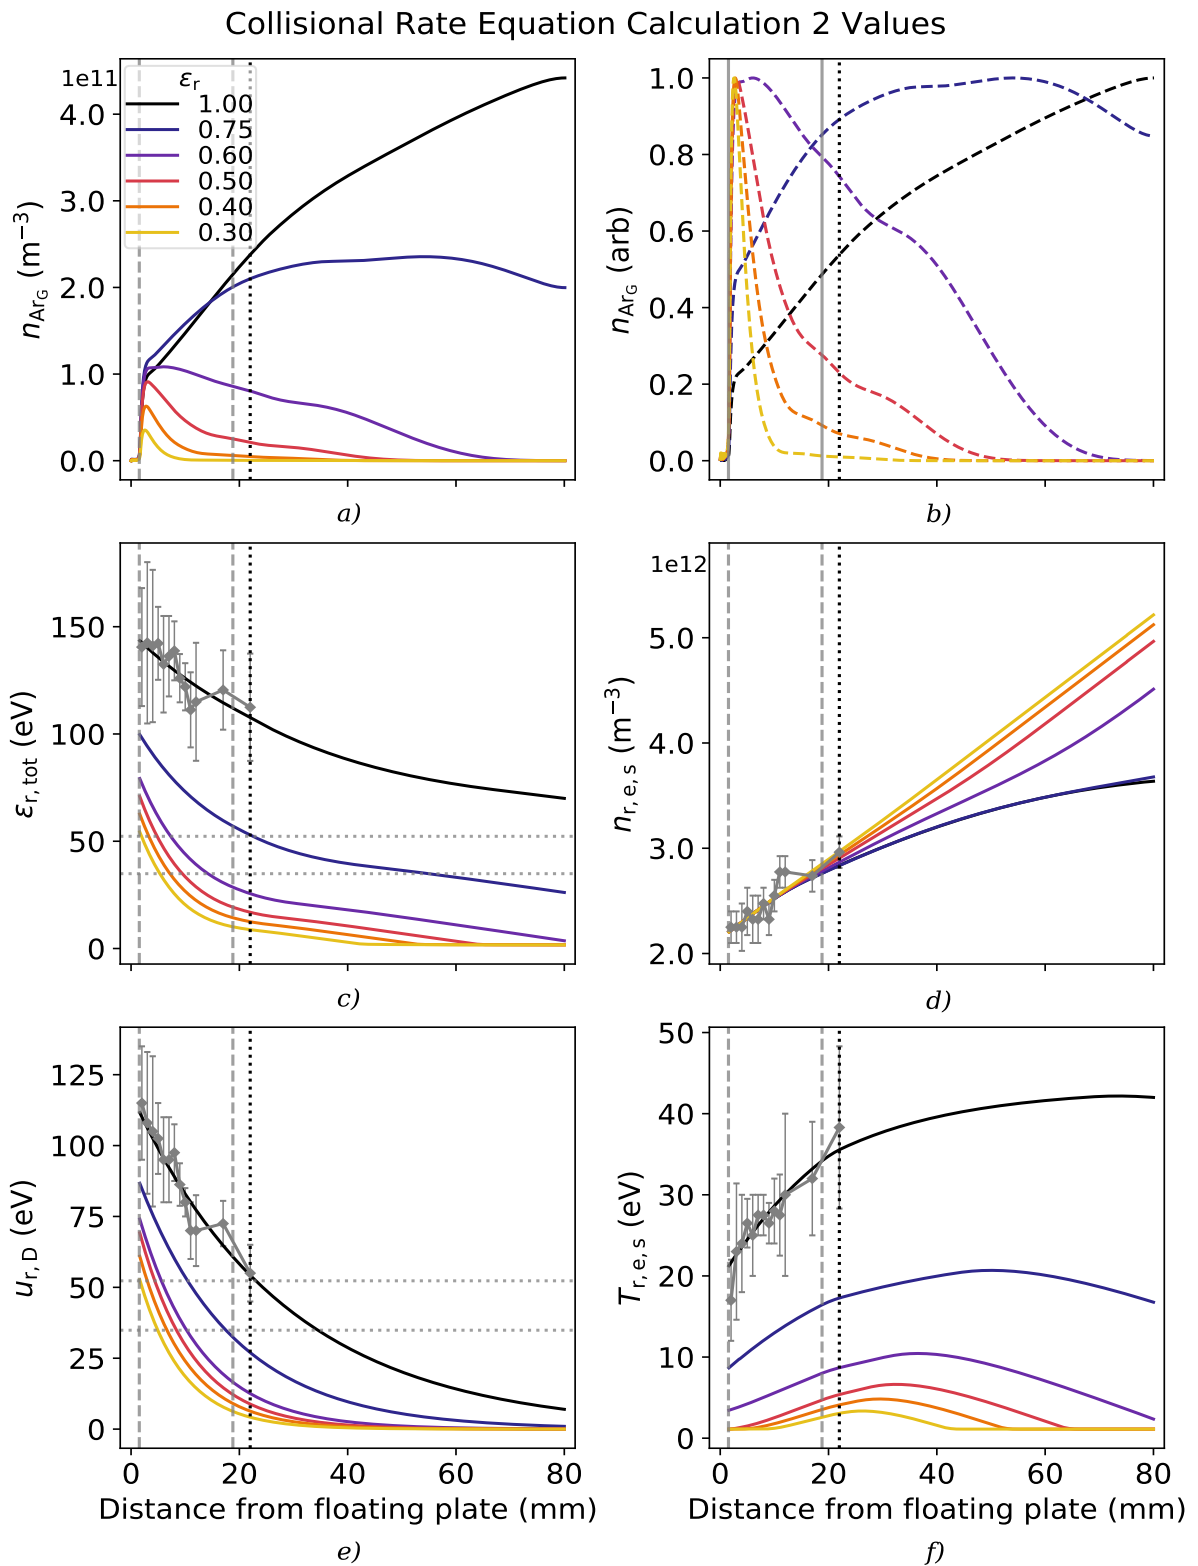 Collisional Rate Equation Calculation 2 Values
1e11
εr
1.00
0.75
0.60
0.50
0.40
0.30
4.0
3.0
2.0
1.0
0.0
nArG (m−3)
a)
1.0
0.8
0.6
0.4
0.2
0.0
nArG (arb)
b)
150
100
50
0
εr, tot (eV)
c)
1e12
5.0
4.0
3.0
2.0
nr, e, s (m−3)
d)
125
100
75
50
25
0
ur, D (eV)
0 20 40 60 80
Distance from floating plate (mm)
e)
50
40
30
20
10
0
Tr, e, s (eV)
0 20 40 60 80
Distance from floating plate (mm)
f)